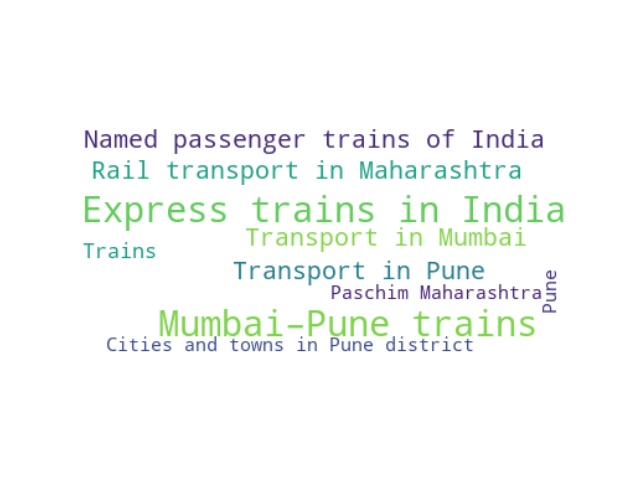 Named passenger trains of India
Rail transport in Maharashtra
Express trains in India
Transport in Mumbai
Trains
Transport in Pune
Paschim Maharashtra
Pune
Mumbai–Pune trains
Cities and towns in Pune district